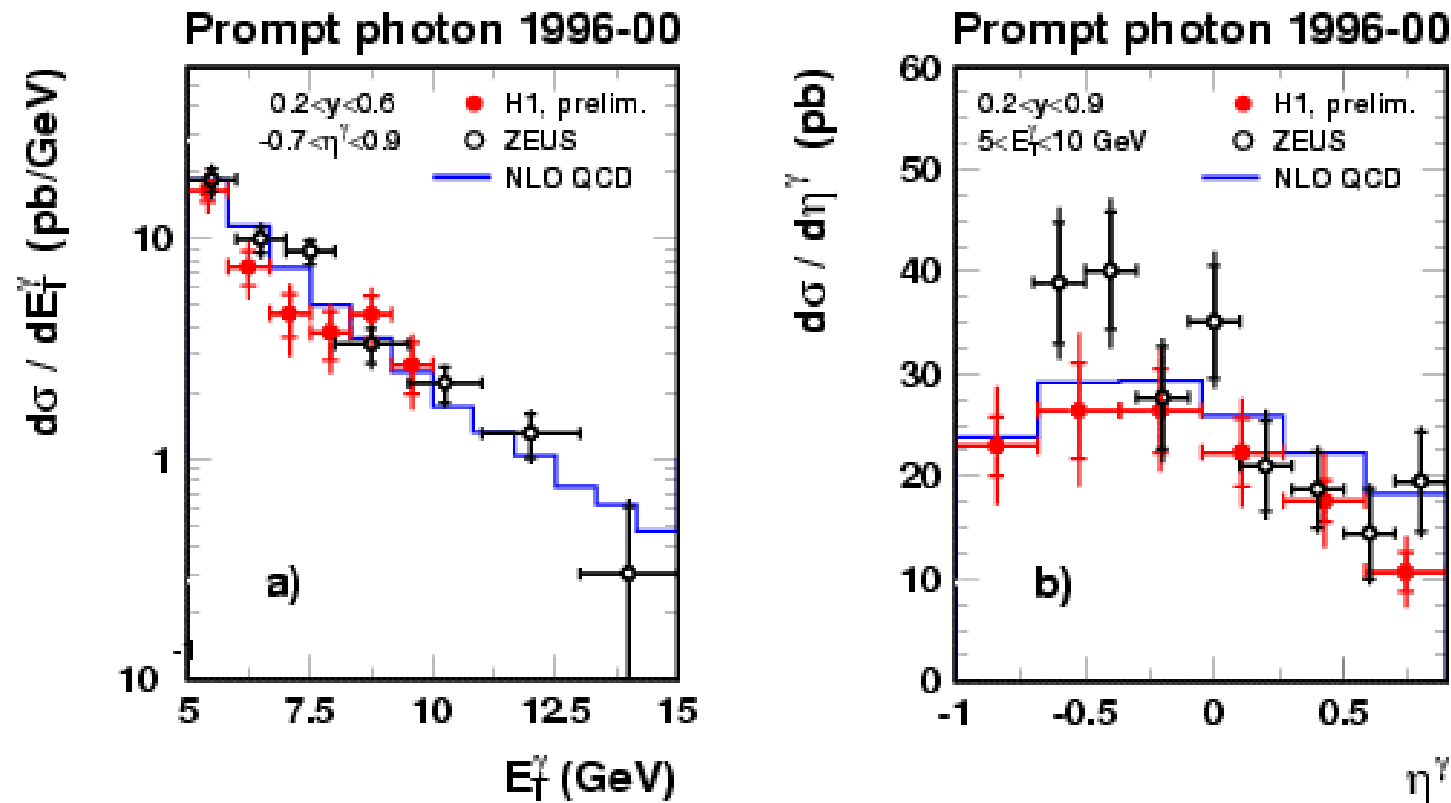 Prompt photon 1996-00
dσ / dE_T^γ (pb/GeV)
0.2<y<0.6
-0.7<η^γ<0.9
H1, prelim.
ZEUS
NLO QCD
10
1
10^-1
a)
5 7.5 10 12.5 15
E_T^γ (GeV)
Prompt photon 1996-00
dσ / dη^γ (pb)
0.2<y<0.9
5<E_T^γ<10 GeV
H1, prelim.
ZEUS
NLO QCD
60
50
40
30
20
10
0
b)
-1 -0.5 0 0.5
η^γ